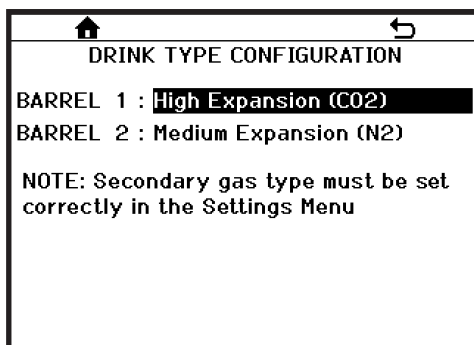 DRINK TYPE CONFIGURATION
BARREL 1 : High Expansion (CO2)
BARREL 2 : Medium Expansion (N2)
NOTE: Secondary gas type must be set
correctly in the Settings Menu